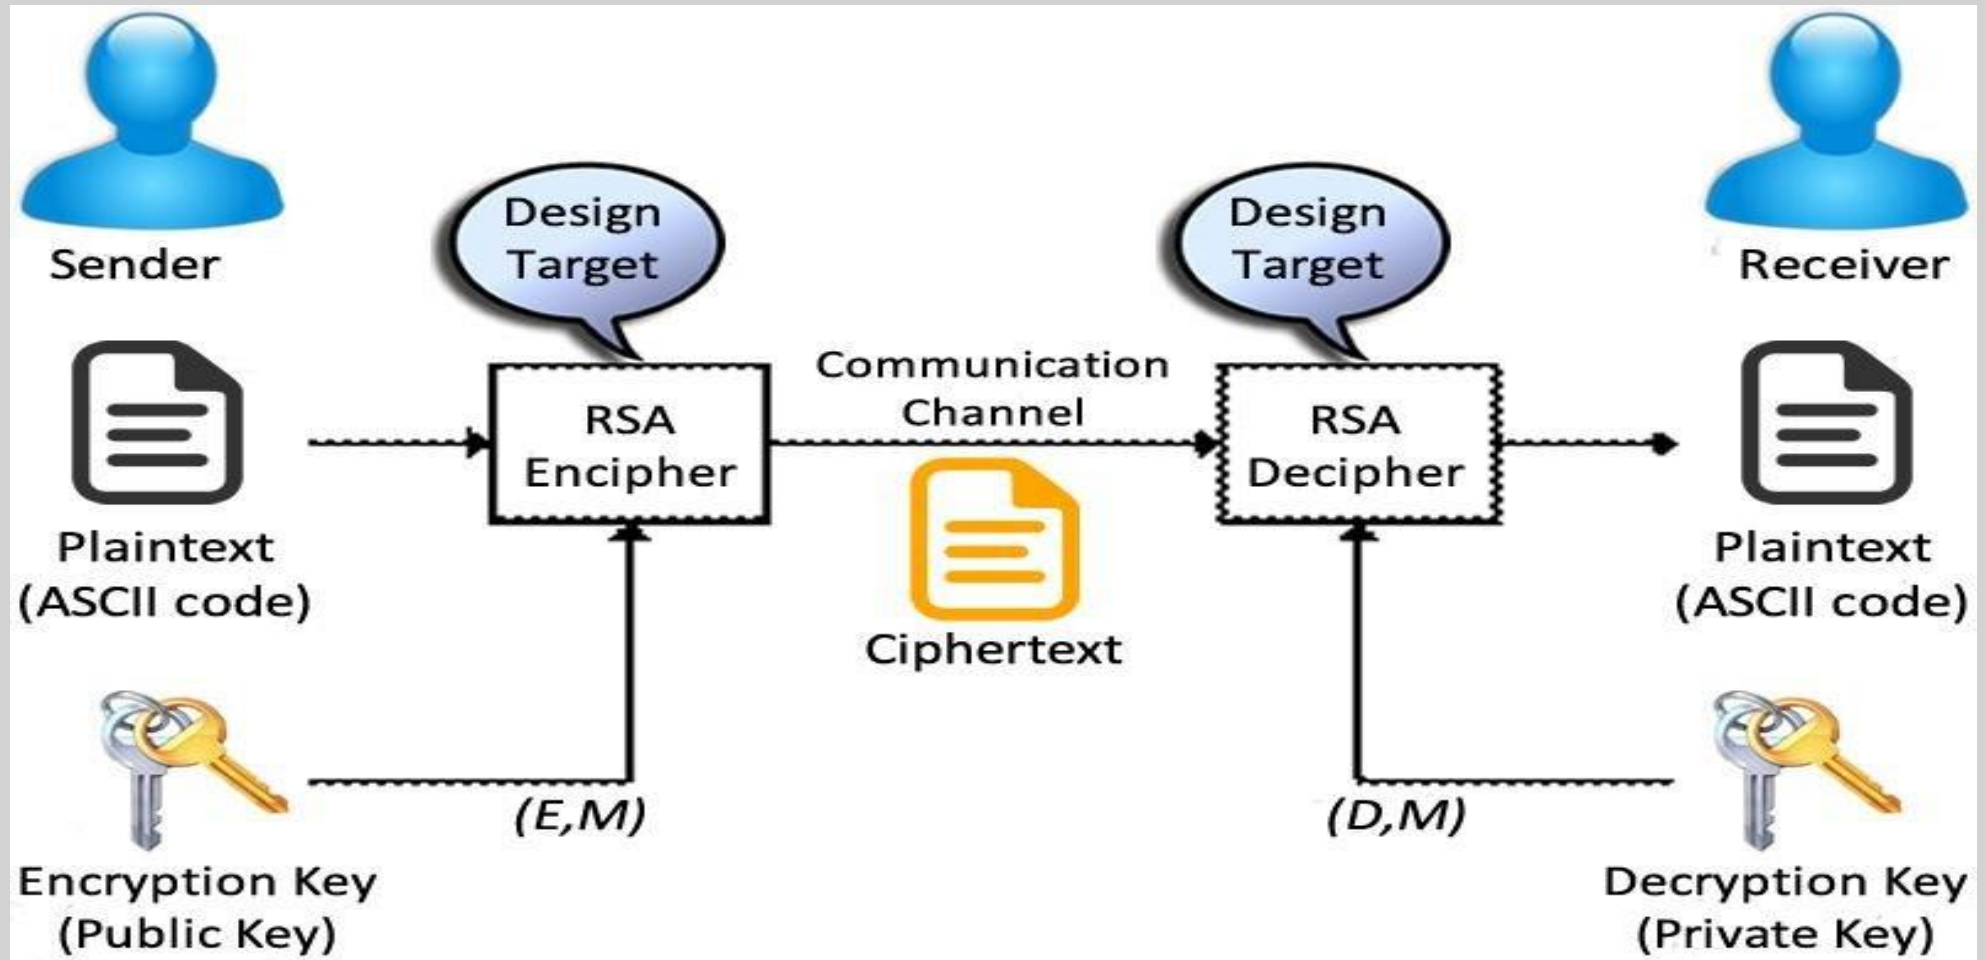 Sender
Design
Target
Design
Target
Receiver
Communication
Channel
RSA
Encipher
RSA
Decipher
Plaintext
(ASCII code)
Ciphertext
Plaintext
(ASCII code)
(E,M)
(D,M)
Encryption Key
(Public Key)
Decryption Key
(Private Key)